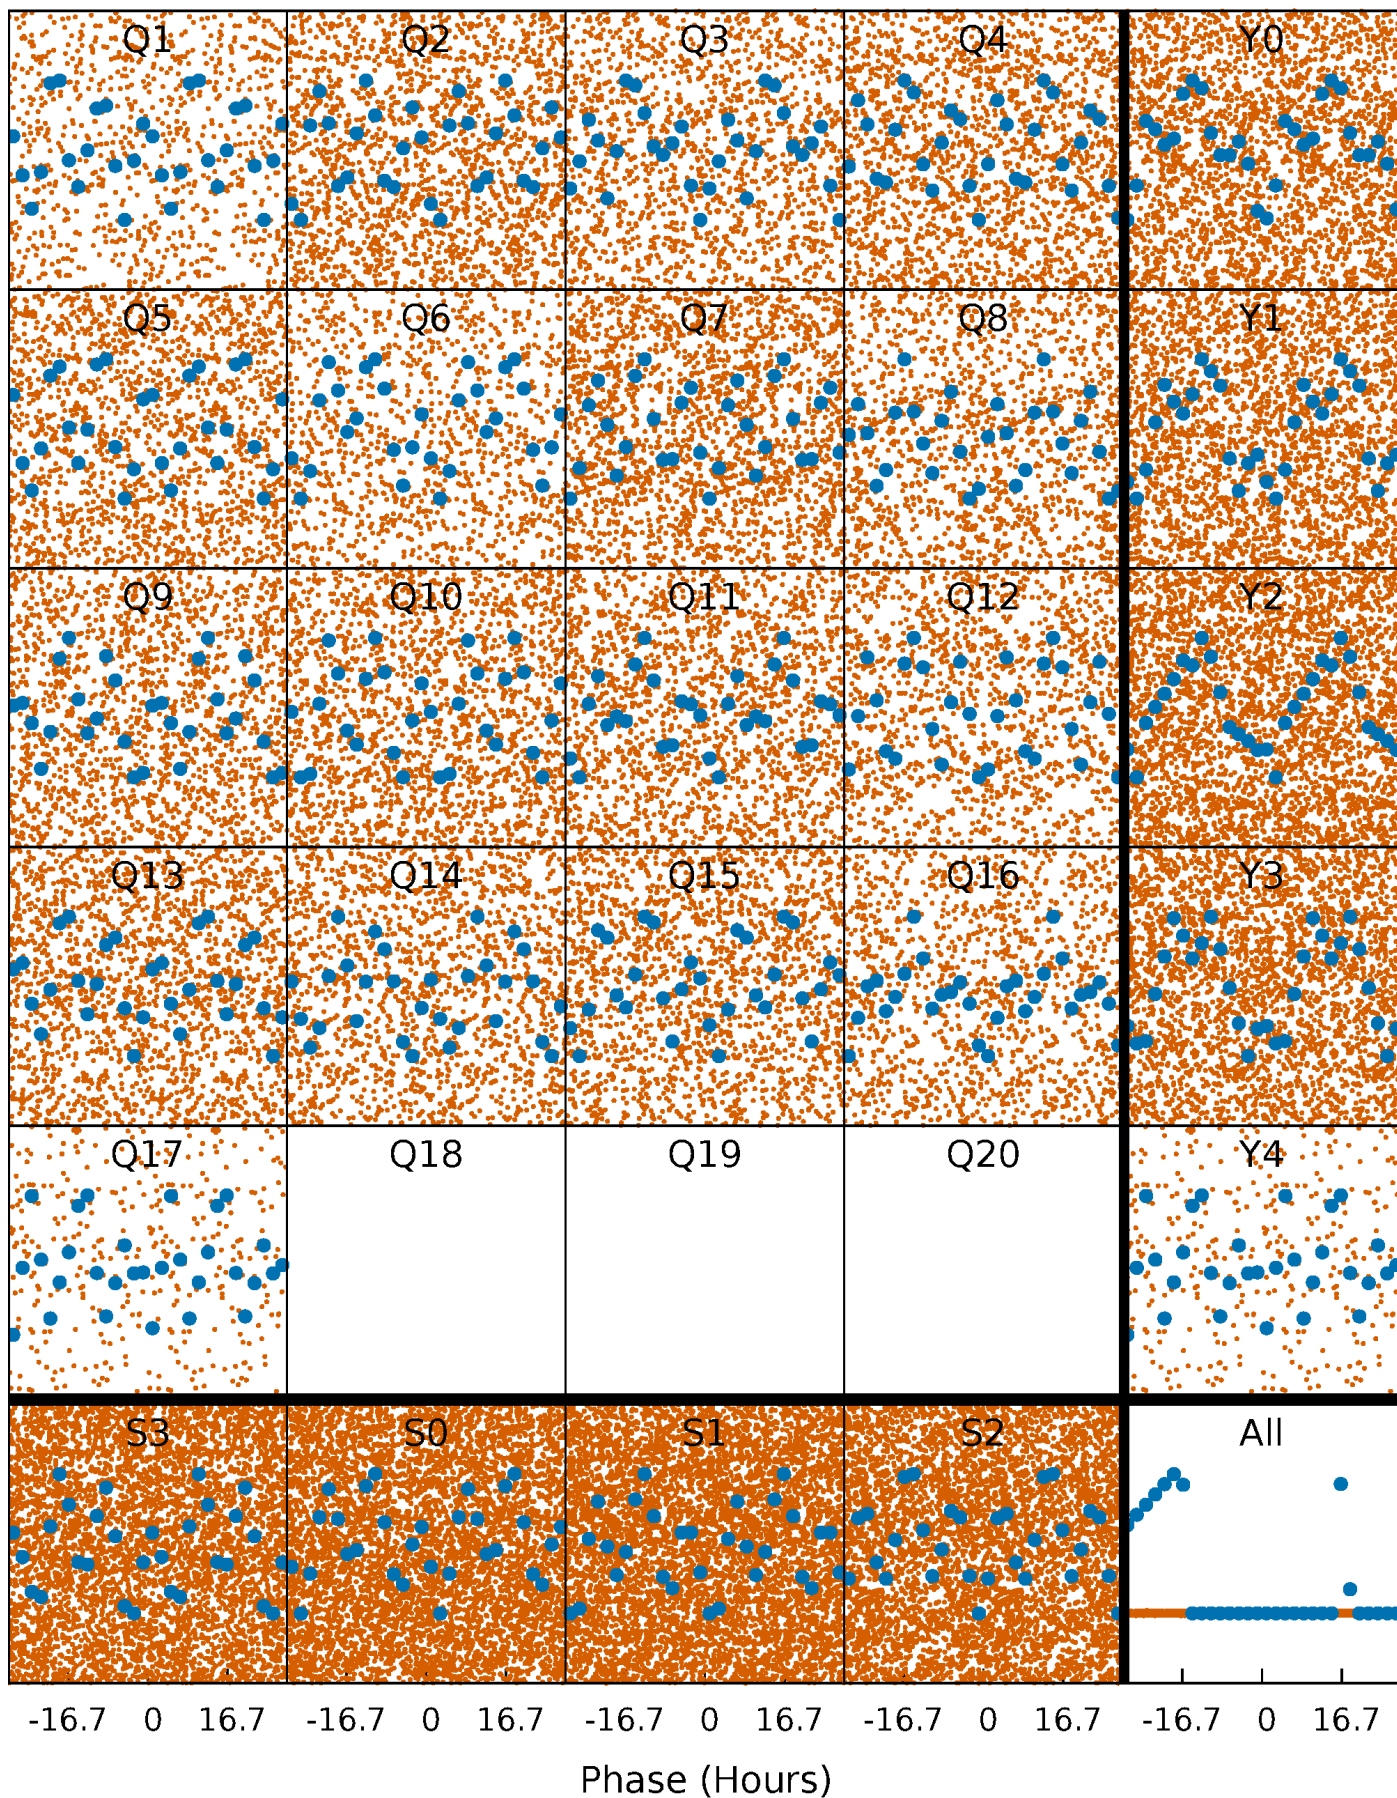 Q1 Q2 Q3 Q4 Y0
Q5 Q6 Q7 Q8 Y1
Q9 Q10 Q11 Q12 Y2
Q13 Q14 Q15 Q16 Y3
Q17 Q18 Q19 Q20 Y4
S3 S0 S1 S2 All
-16.7 0 16.7 -16.7 0 16.7 -16.7 0 16.7 -16.7 0 16.7 -16.7 0 16.7
Phase (Hours)